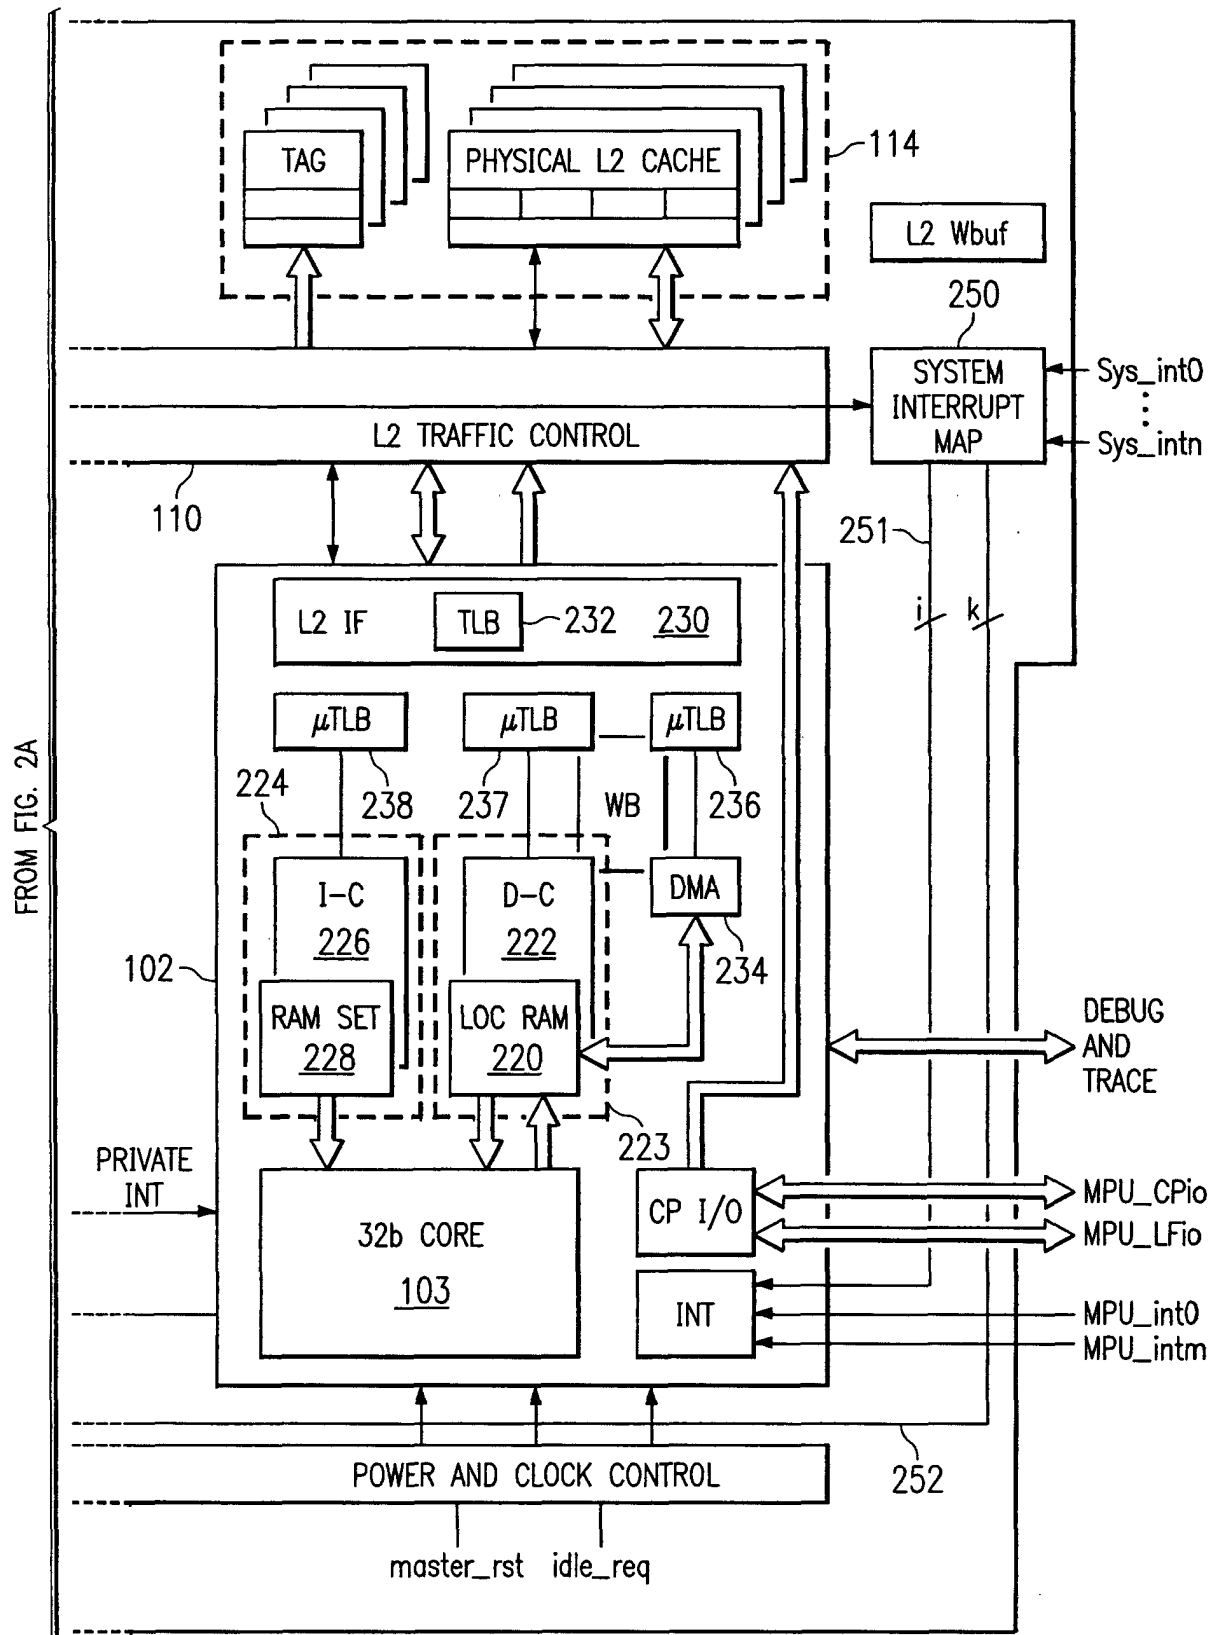 TAG
PHYSICAL L2 CACHE
114
L2 Wbuf
250
SYSTEM
INTERRUPT
MAP
Sys_int0
Sys_intn
L2 TRAFFIC CONTROL
110
251
i
k
L2 IF
TLB
232
230
μTLB
μTLB
μTLB
238
237
236
224
WB
FROM FIG. 2A
I-C
226
D-C
222
DMA
234
102
RAM SET
228
LOC RAM
220
223
DEBUG
AND
TRACE
PRIVATE
INT
32b CORE
103
CP I/O
MPU_CPio
MPU_LFio
INT
MPU_int0
MPU_intm
252
POWER AND CLOCK CONTROL
master_rst idle_req